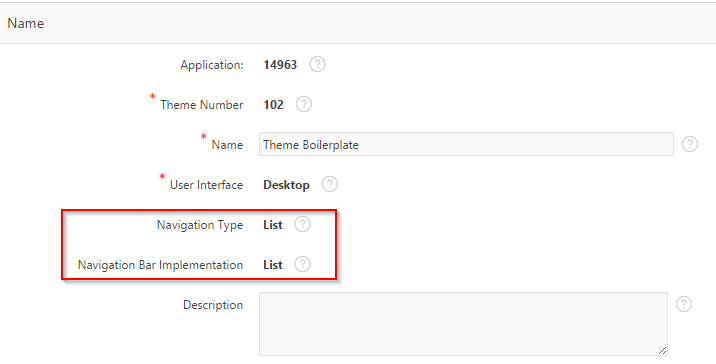 Name
Application: 14963 ?
* Theme Number 102 ?
* Name Theme Boilerplate ?
* User Interface Desktop ?
Navigation Type List ?
Navigation Bar Implementation List ?
Description ?